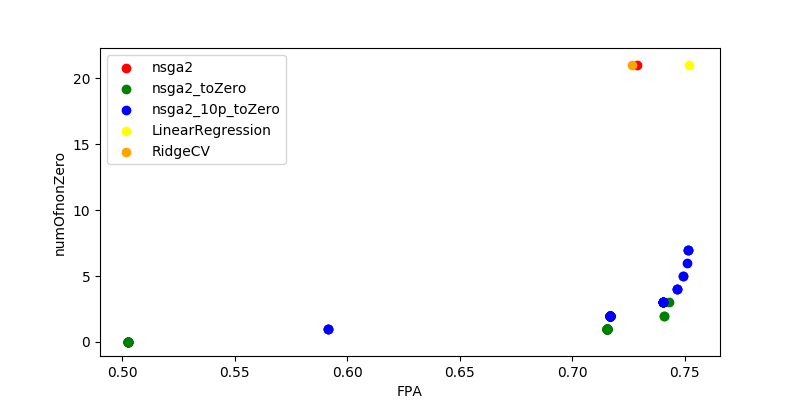 nsga2
nsga2_toZero
nsga2_10p_toZero
LinearRegression
RidgeCV
numOfnonZero
20
15
10
5
0
0.50 0.55 0.60 0.65 0.70 0.75
FPA